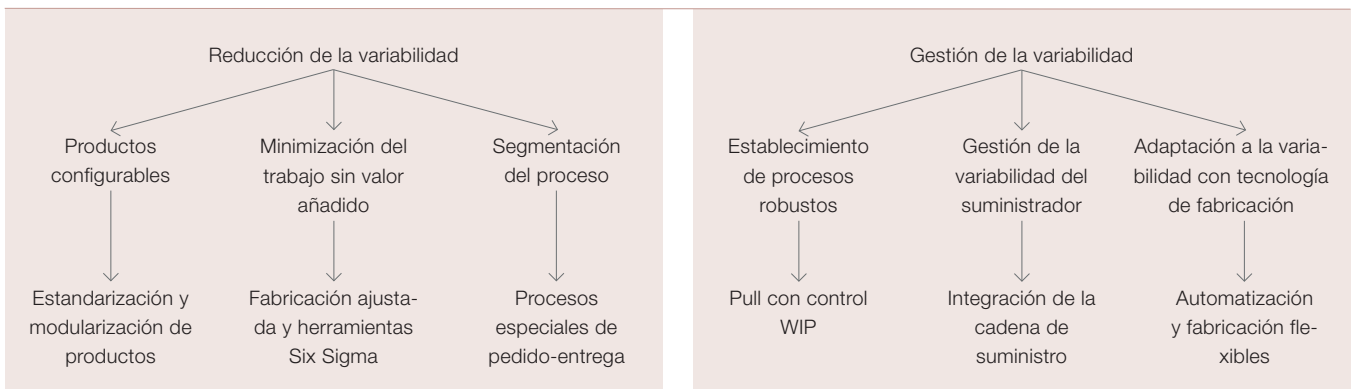 Reducción de la variabilidad
Productos
configurables
Minimización del
trabajo sin valor
añadido
Segmentación
del proceso
Estandarización y
modularización de
productos
Fabricación ajusta-
da y herramientas
Six Sigma
Procesos
especiales de
pedido-entrega
Gestión de la variabilidad
Establecimiento
de procesos
robustos
Gestión de la
variabilidad del
suministrador
Adaptación a la varia-
bilidad con tecnología
de fabricación
Pull con control
WIP
Integración de la
cadena de
suministro
Automatización
y fabricación fle-
xibles